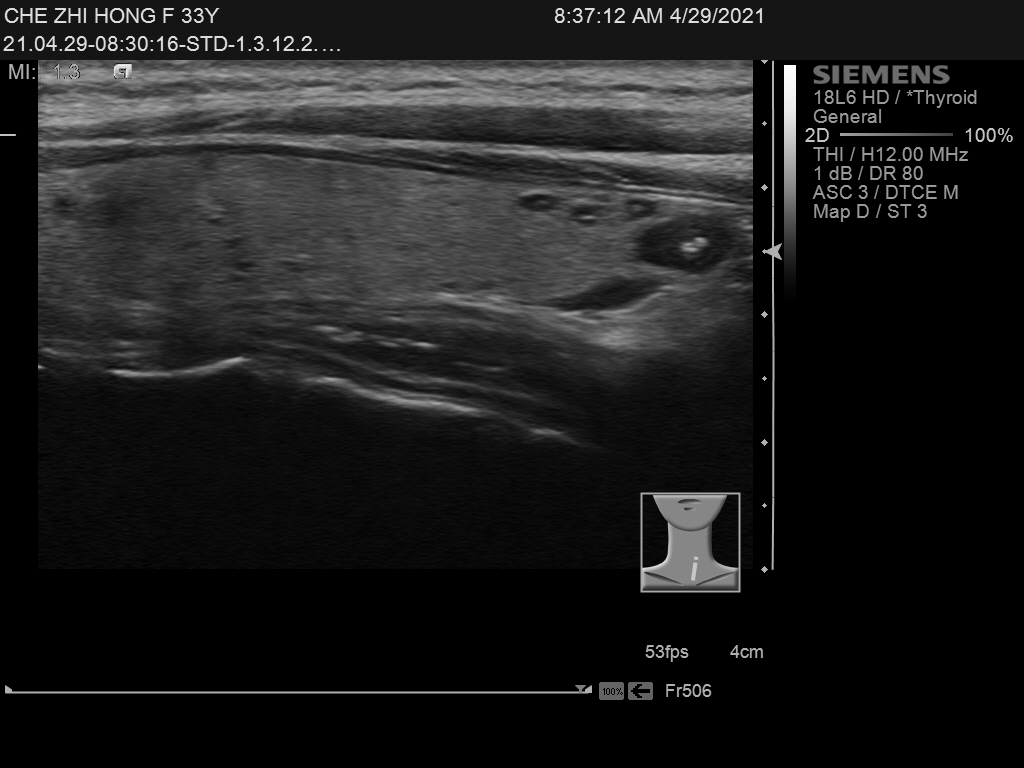 CHE ZHI HONG F 33Y
8:37:12 AM 4/29/2021
21.04.29-08:30:16-STD-1.3.12.2....
MI: 1.3
SIEMENS
18L6 HD / *Thyroid
General
2D 100%
THI / H12.00 MHz
1 dB / DR 80
ASC 3 / DTCE M
Map D / ST 3
i
53fps 4cm
100% Fr506